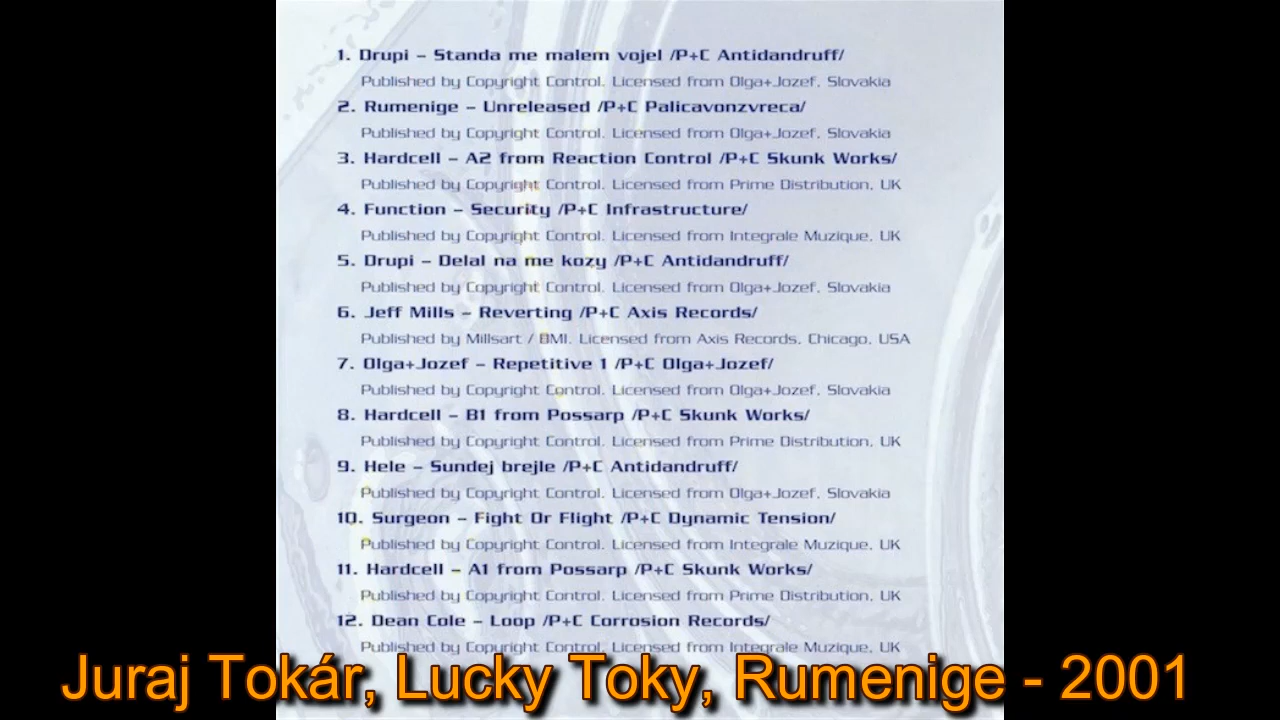 1. Drupi – Standa me malem vojel /P+C Antidandruff/
Published by Copyright Control. Licensed from Olga+Jozef, Slovakia
2. Rumenige – Unreleased /P+C Palicavonzvreca/
Published by Copyright Control. Licensed from Olga+Jozef, Slovakia
3. Hardcell – A2 from Reaction Control /P+C Skunk Works/
Published by Copyright Control. Licensed from Prime Distribution, UK
4. Function – Security /P+C Infrastructure/
Published by Copyright Control. Licensed from Integrale Muzique, UK
5. Drupi – Delal na me kozy /P+C Antidandruff/
Published by Copyright Control. Licensed from Olga+Jozef, Slovakia
6. Jeff Mills – Reverting /P+C Axis Records/
Published by Millsart / BMI. Licensed from Axis Records, Chicago, USA
7. Olga+Jozef – Repetitive 1 /P+C Olga+Jozef/
Published by Copyright Control. Licensed from Olga+Jozef, Slovakia
8. Hardcell – B1 from Possarp /P+C Skunk Works/
Published by Copyright Control. Licensed from Prime Distribution, UK
9. Hele – Sundej brejle /P+C Antidandruff/
Published by Copyright Control. Licensed from Olga+Jozef, Slovakia
10. Surgeon – Fight Or Flight /P+C Dynamic Tension/
Published by Copyright Control. Licensed from Integrale Muzique, UK
11. Hardcell – A1 from Possarp /P+C Skunk Works/
Published by Copyright Control. Licensed from Prime Distribution, UK
12. Dean Cole – Loop /P+C Corrosion Records/
Published by Copyright Control. Licensed from Integrale Muzique, UK
Juraj Tokár, Lucky Toky, Rumenige - 2001